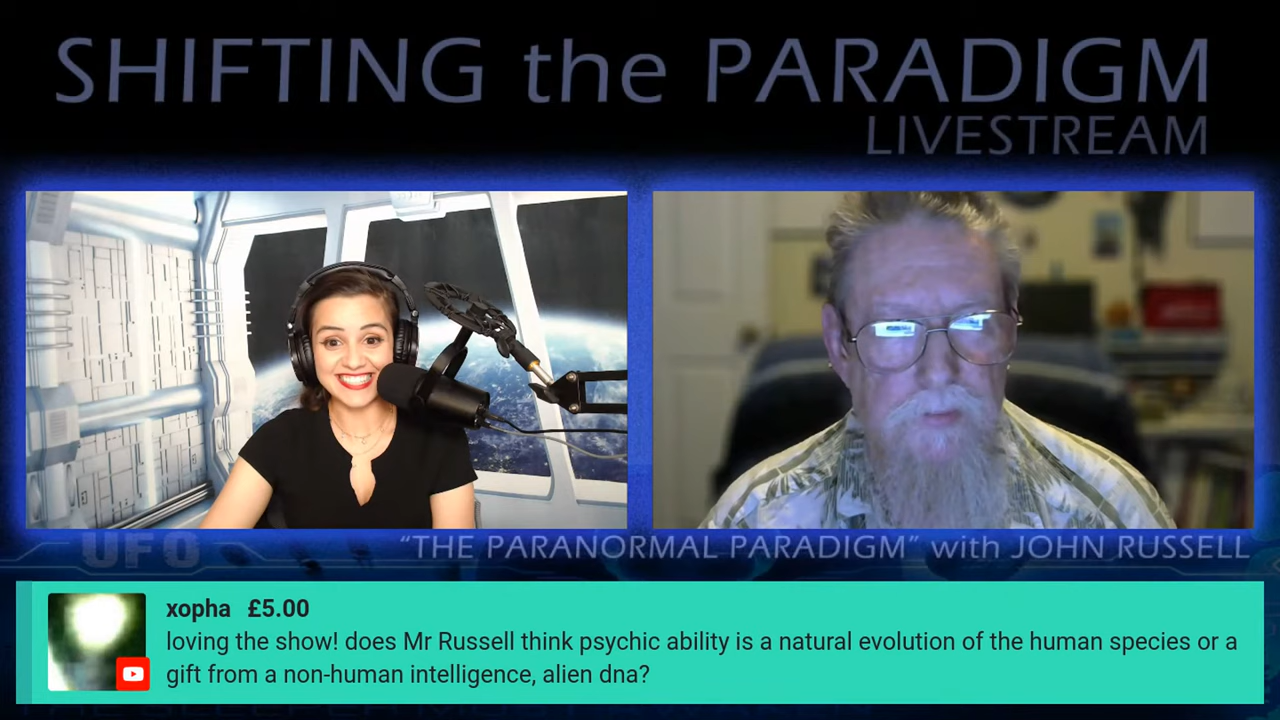 SHIFTING the PARADIGM
LIVESTREAM
UFO
“THE PARANORMAL PARADIGM” with JOHN RUSSELL
xopha £5.00
loving the show! does Mr Russell think psychic ability is a natural evolution of the human species or a
gift from a non-human intelligence, alien dna?